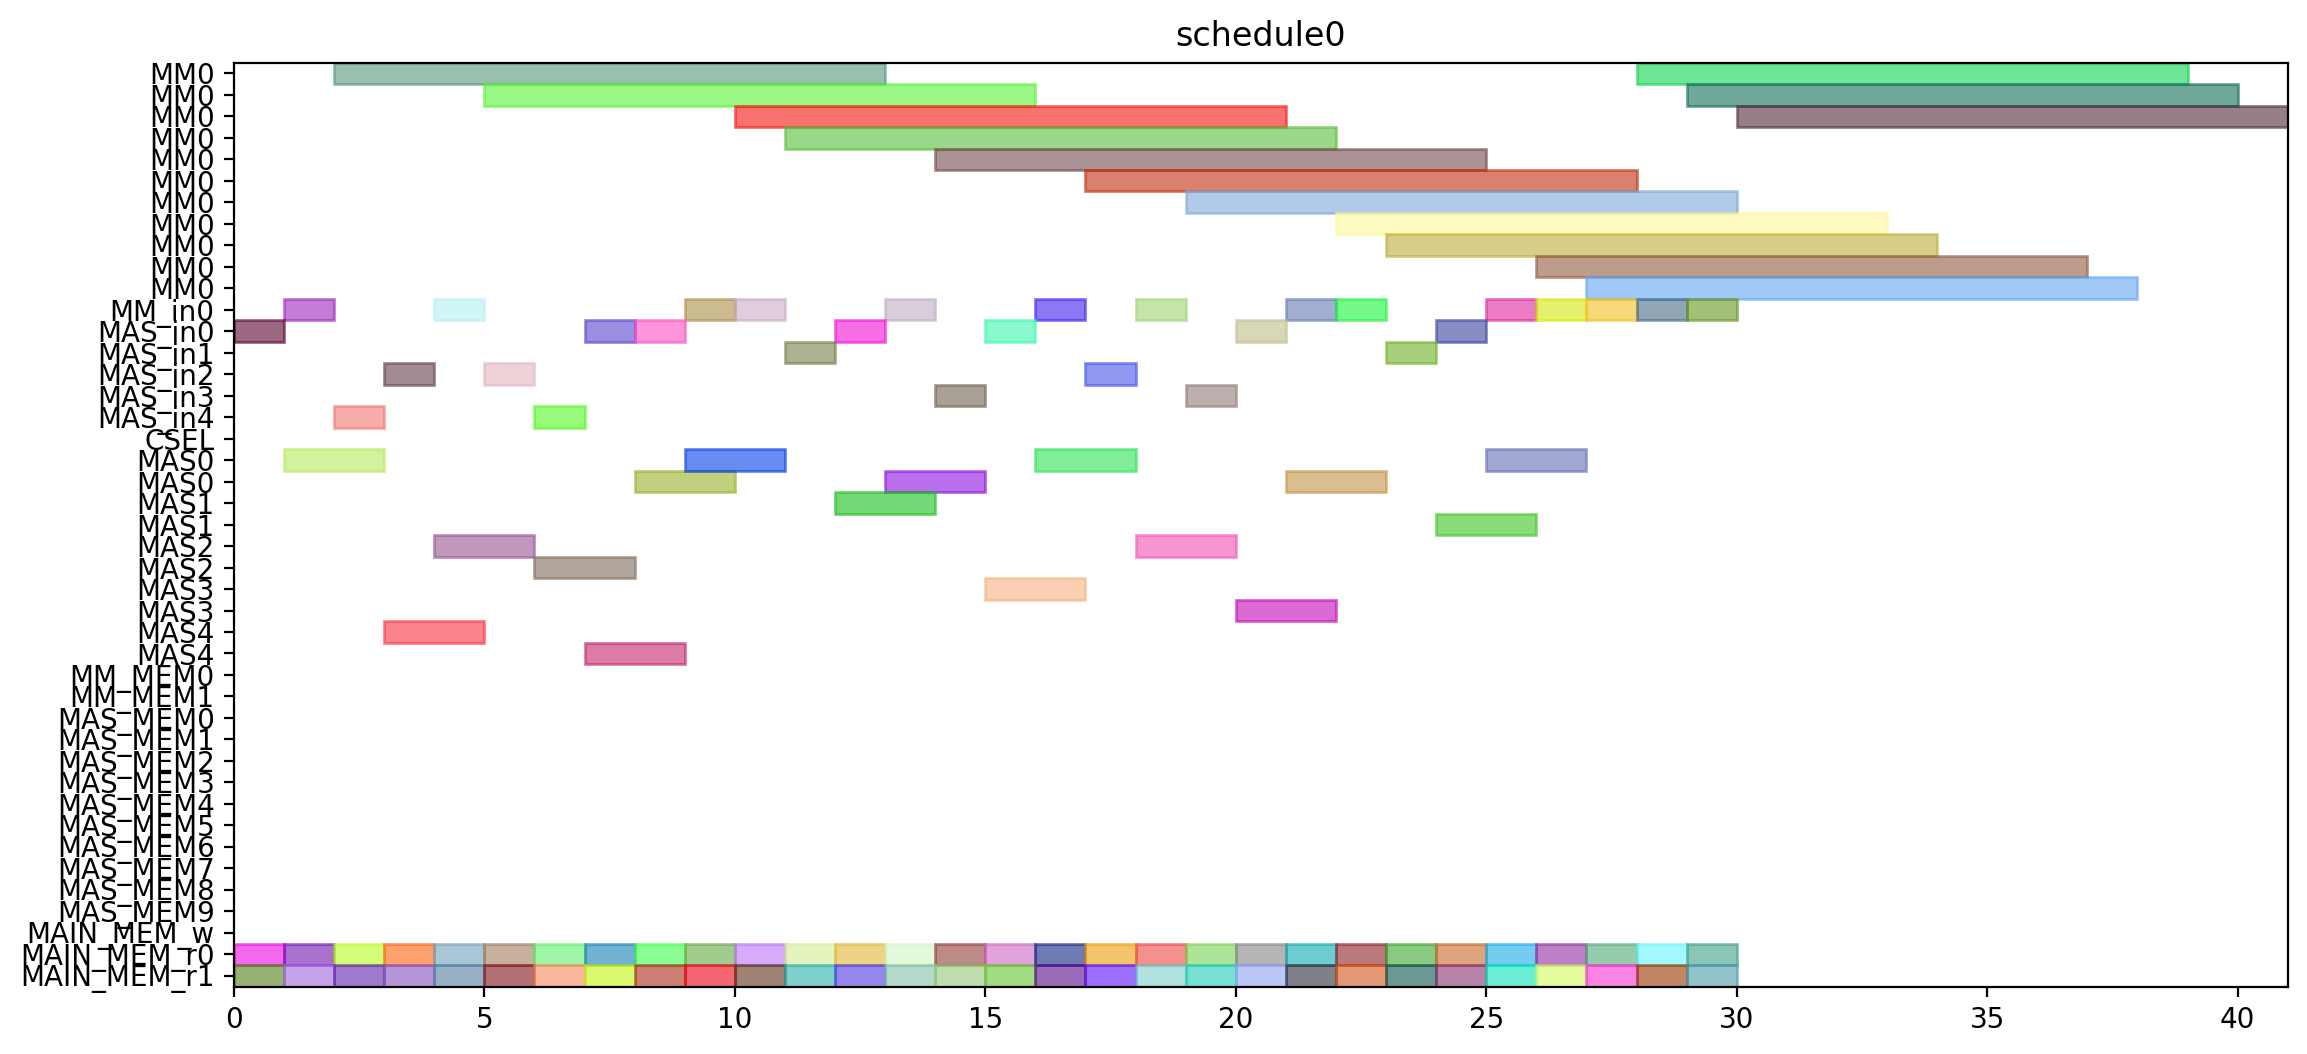 schedule0
MM0
MM0
MM0
MM0
MM0
MM0
MM0
MM0
MM0
MM0
MM0
MM_in0
MAS_in0
MAS_in1
MAS_in2
MAS_in3
MAS_in4
CSEL
MAS0
MAS0
MAS1
MAS1
MAS2
MAS2
MAS3
MAS3
MAS4
MAS4
MM_MEM0
MM_MEM1
MAS_MEM0
MAS_MEM1
MAS_MEM2
MAS_MEM3
MAS_MEM4
MAS_MEM5
MAS_MEM6
MAS_MEM7
MAS_MEM8
MAS_MEM9
MAIN_MEM_w
MAIN_MEM_r0
MAIN_MEM_r1
0 5 10 15 20 25 30 35 40